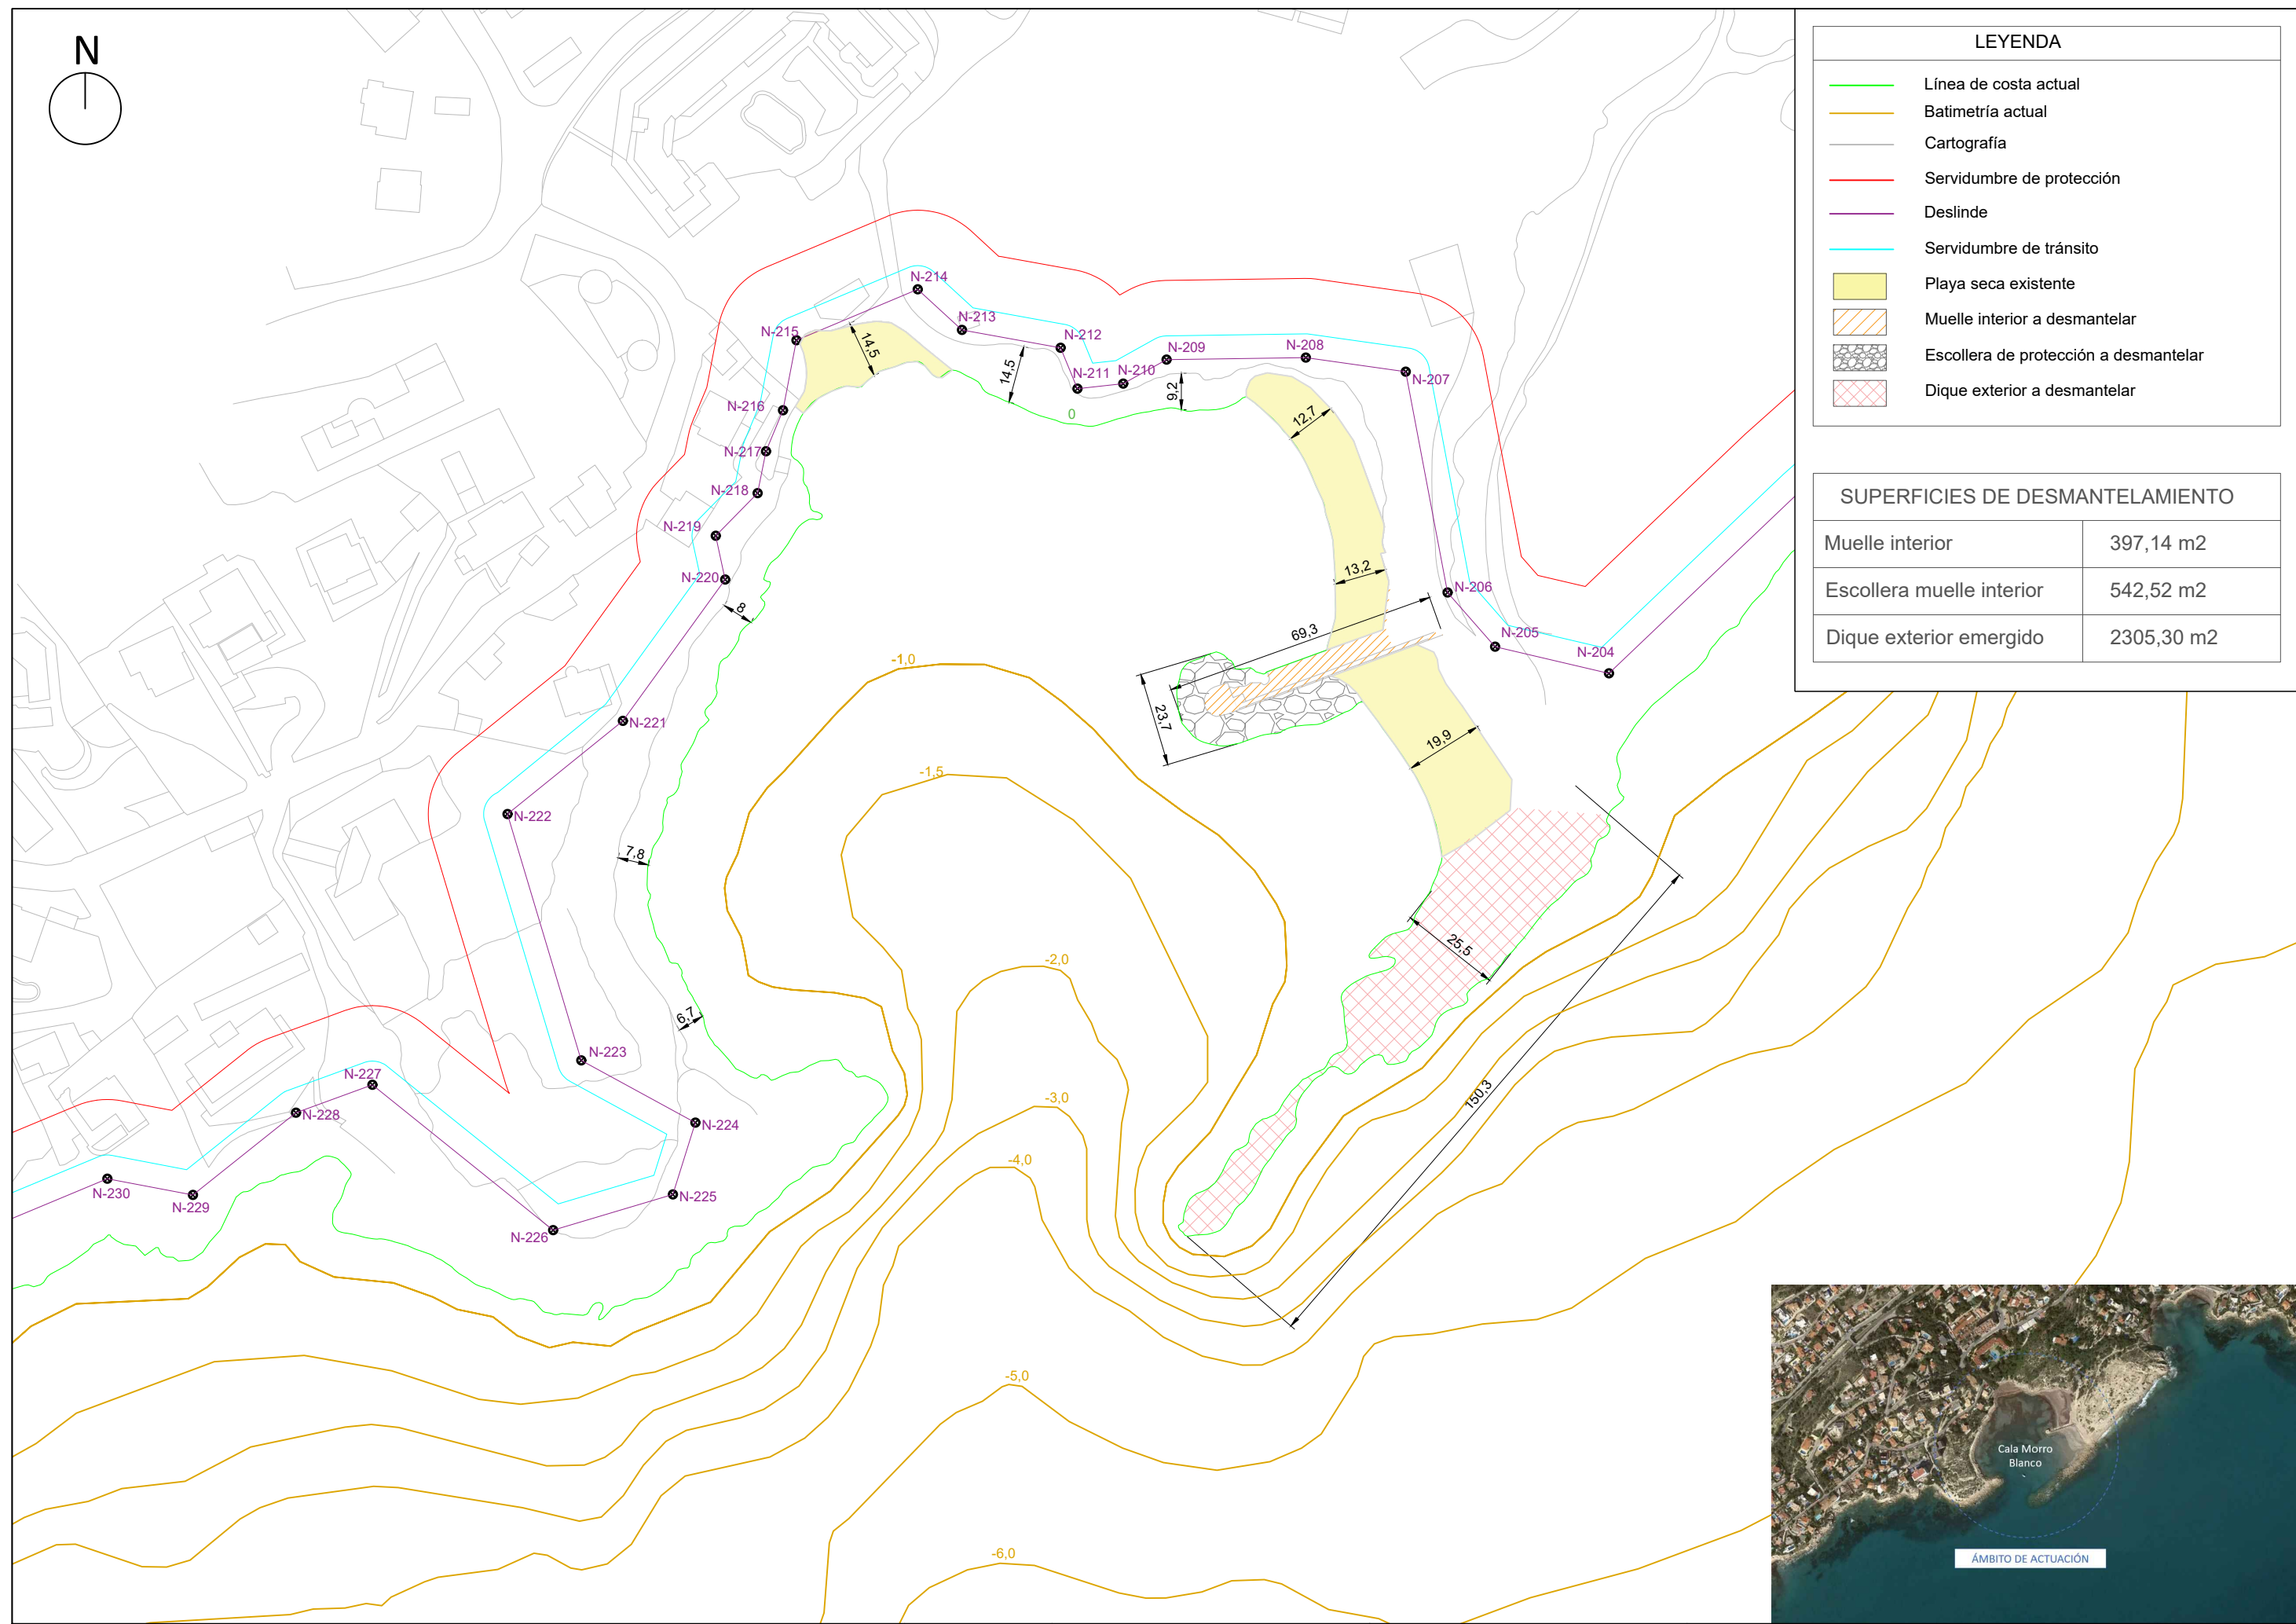 N
LEYENDA
Línea de costa actual
Batimetría actual
Cartografía
Servidumbre de protección
Deslinde
Servidumbre de tránsito
Playa seca existente
Muelle interior a desmantelar
Escollera de protección a desmantelar
Dique exterior a desmantelar
SUPERFICIES DE DESMANTELAMIENTO
Muelle interior 397,14 m2
Escollera muelle interior 542,52 m2
Dique exterior emergido 2305,30 m2
N-214
N-213
N-215
N-212
N-209
N-208
N-207
N-211
N-210
N-216
N-217
N-218
N-219
N-220
N-206
N-205
N-204
N-221
N-222
N-223
N-224
N-225
N-226
N-227
N-228
N-229
N-230
14,5
14,5
9,2
0
12,7
13,2
69,3
23,7
19,9
8
7,8
6,7
25,5
150,3
-1,0
-1,5
-2,0
-3,0
-4,0
-5,0
-6,0
Cala Morro
Blanco
ÁMBITO DE ACTUACIÓN